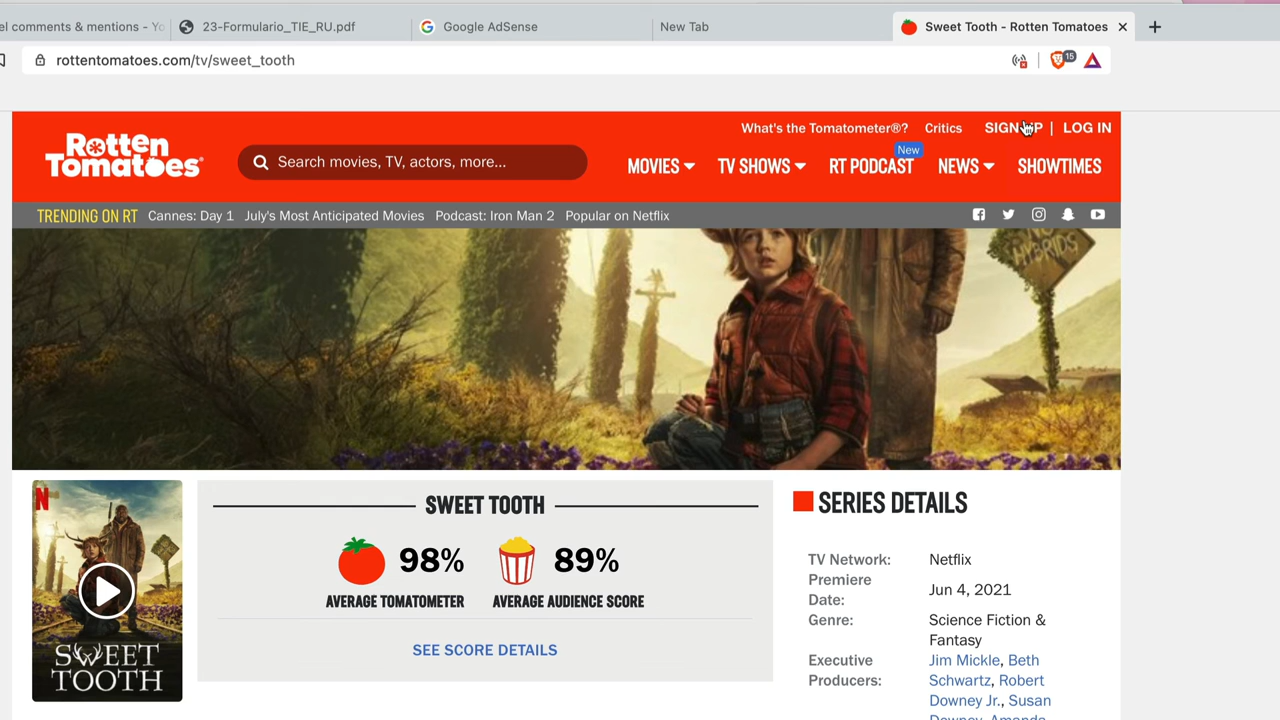 el comments & mentions - Yo
23-Formulario_TIE_RU.pdf
Google AdSense
New Tab
Sweet Tooth - Rotten Tomatoes
rottentomatoes.com/tv/sweet_tooth
15
What's the Tomatometer®? Critics SIGN UP | LOG IN
Rotten
Tomatoes
Search movies, TV, actors, more...
New
MOVIES TV SHOWS RT PODCAST NEWS SHOWTIMES
TRENDING ON RT Cannes: Day 1 July's Most Anticipated Movies Podcast: Iron Man 2 Popular on Netflix
HYBRIDS
N
SWEET
TOOTH
SWEET TOOTH
98% 89%
AVERAGE TOMATOMETER AVERAGE AUDIENCE SCORE
SEE SCORE DETAILS
SERIES DETAILS
TV Network: Netflix
Premiere
Date: Jun 4, 2021
Genre: Science Fiction &
Fantasy
Executive Jim Mickle, Beth
Producers: Schwartz, Robert
Downey Jr., Susan
Downey, Amanda